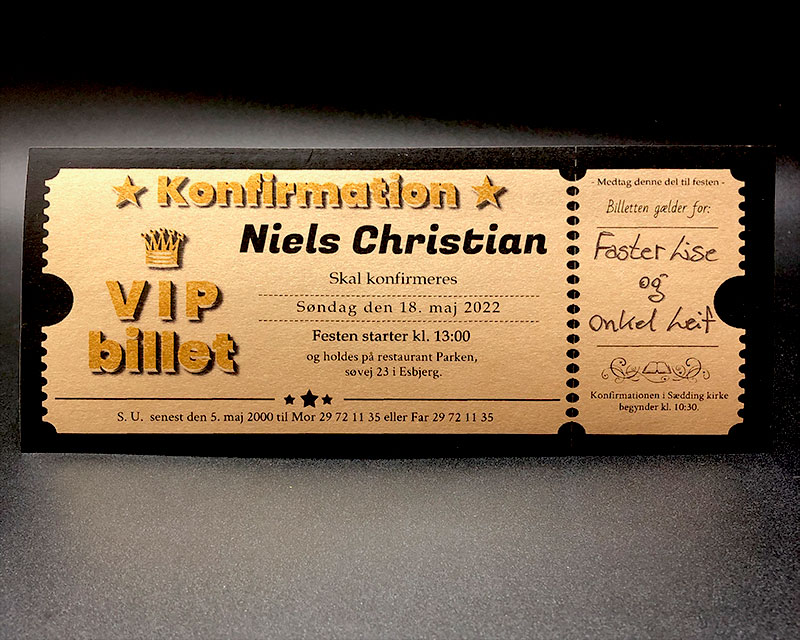 Konfirmation
Niels Christian
VIP
billet
Skal konfirmeres
Søndag den 18. maj 2022
Festen starter kl. 13:00
og holdes på restaurant Parken,
søvej 23 i Esbjerg.
S. U. senest den 5. maj 2000 til Mor 29 72 11 35 eller Far 29 72 11 35
- Medtag denne del til festen -
Billetten gælder for:
Faster Lise
og
Onkel Leif
Konfirmationen i Sædding kirke
begynder kl. 10:30.